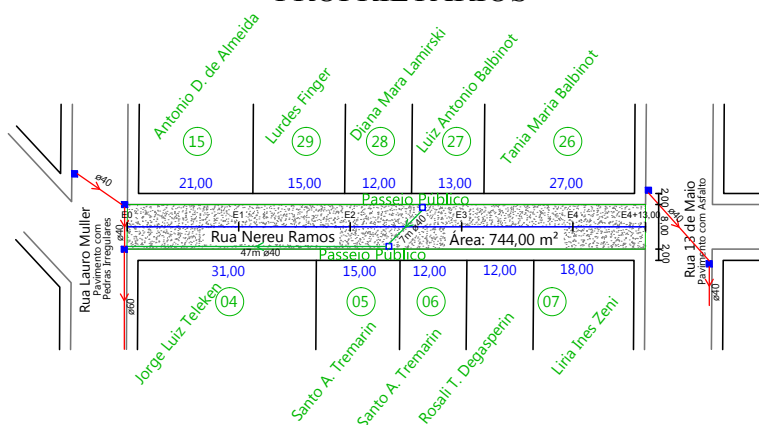 PROPRIETÁRIOS
Antonio D. de Almeida
Lurdes Finger
Diana Mara Lamirski
Luiz Antonio Balbinot
Tania Maria Balbinot
15
29
28
27
26
21,00
15,00
12,00
13,00
27,00
Passeio Público
E0
E1
E2
E3
E4
E4+13,00
2,00
8,00
2,00
Rua Nereu Ramos
Área: 744,00 m²
47m ø40
Passeio Público
31,00
15,00
12,00
12,00
18,00
04
05
06
07
Jorge Luiz Teleken
Santo A. Tremarin
Santo A. Tremarin
Rosali T. Degasperin
Liria Ines Zeni
Rua Lauro Muller
Pavimento com
Pedras Irregulares
ø40
ø40
ø60
Rua 12 de Maio
Pavimento com Asfalto
ø40
ø40